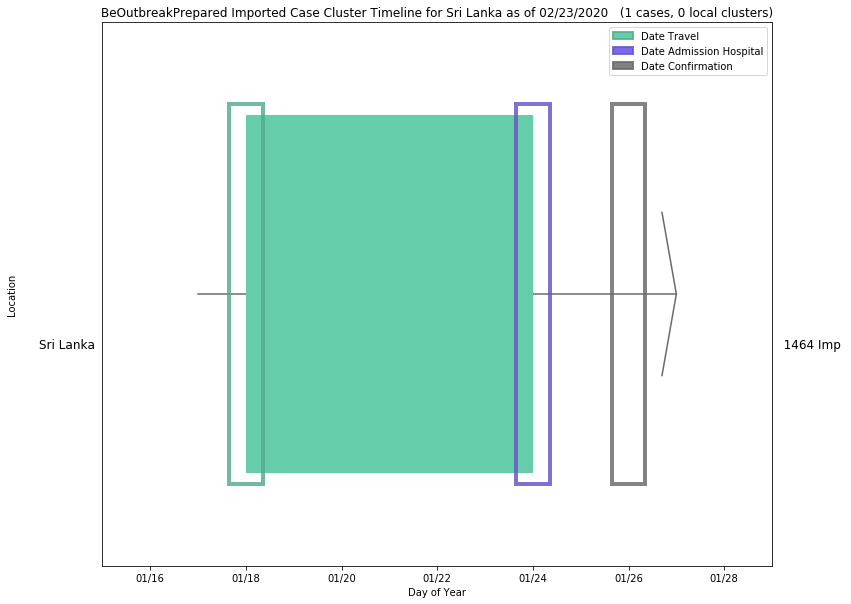 BeOutbreakPrepared Imported Case Cluster Timeline for Sri Lanka as of 02/23/2020   (1 cases, 0 local clusters)
Date Travel
Date Admission Hospital
Date Confirmation
Location
Sri Lanka
1464 Imp
01/16 01/18 01/20 01/22 01/24 01/26 01/28
Day of Year